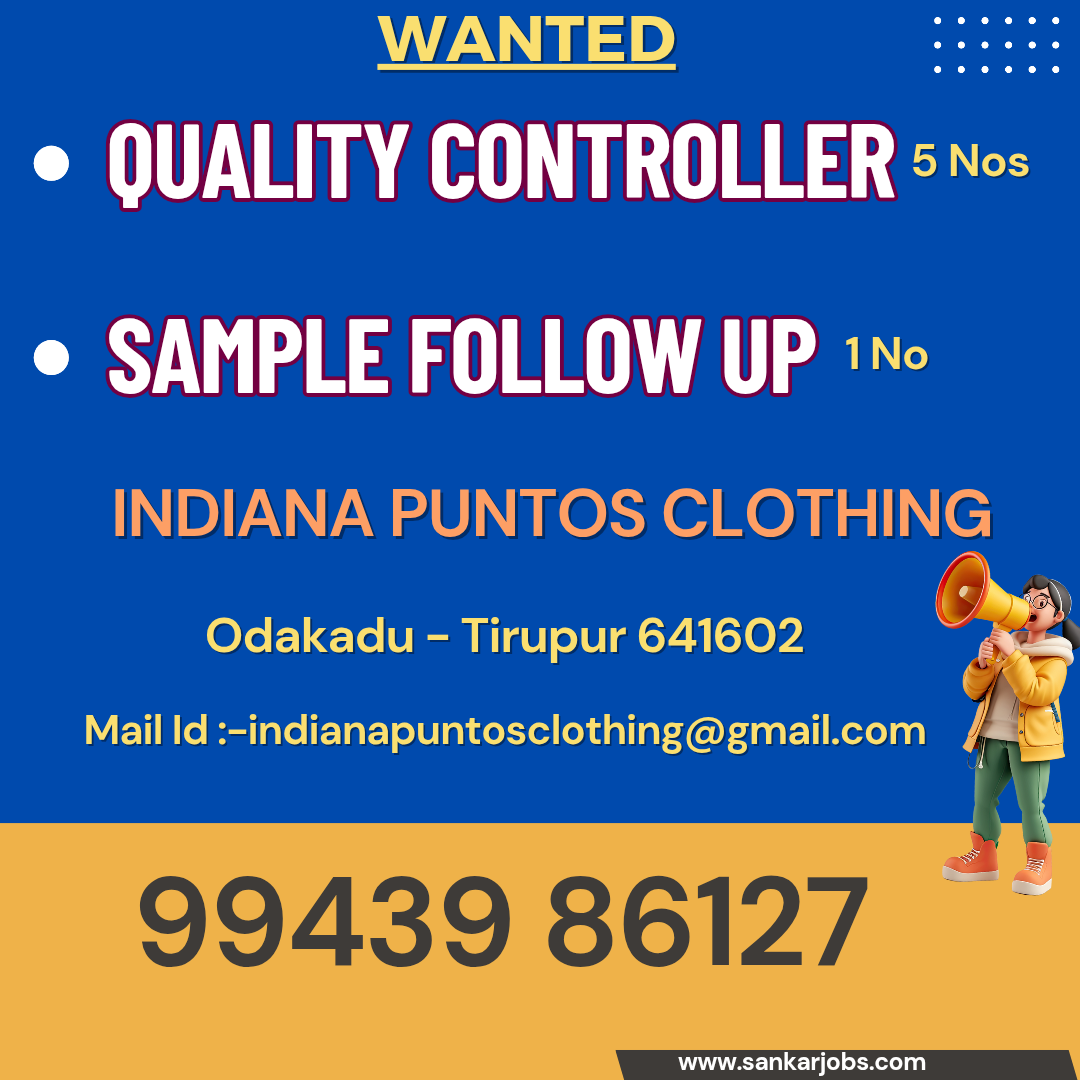 WANTED
• QUALITY CONTROLLER 5 Nos
• SAMPLE FOLLOW UP 1 No
INDIANA PUNTOS CLOTHING
Odakadu - Tirupur 641602
Mail Id :-indianapuntosclothing@gmail.com
99439 86127
www.sankarjobs.com